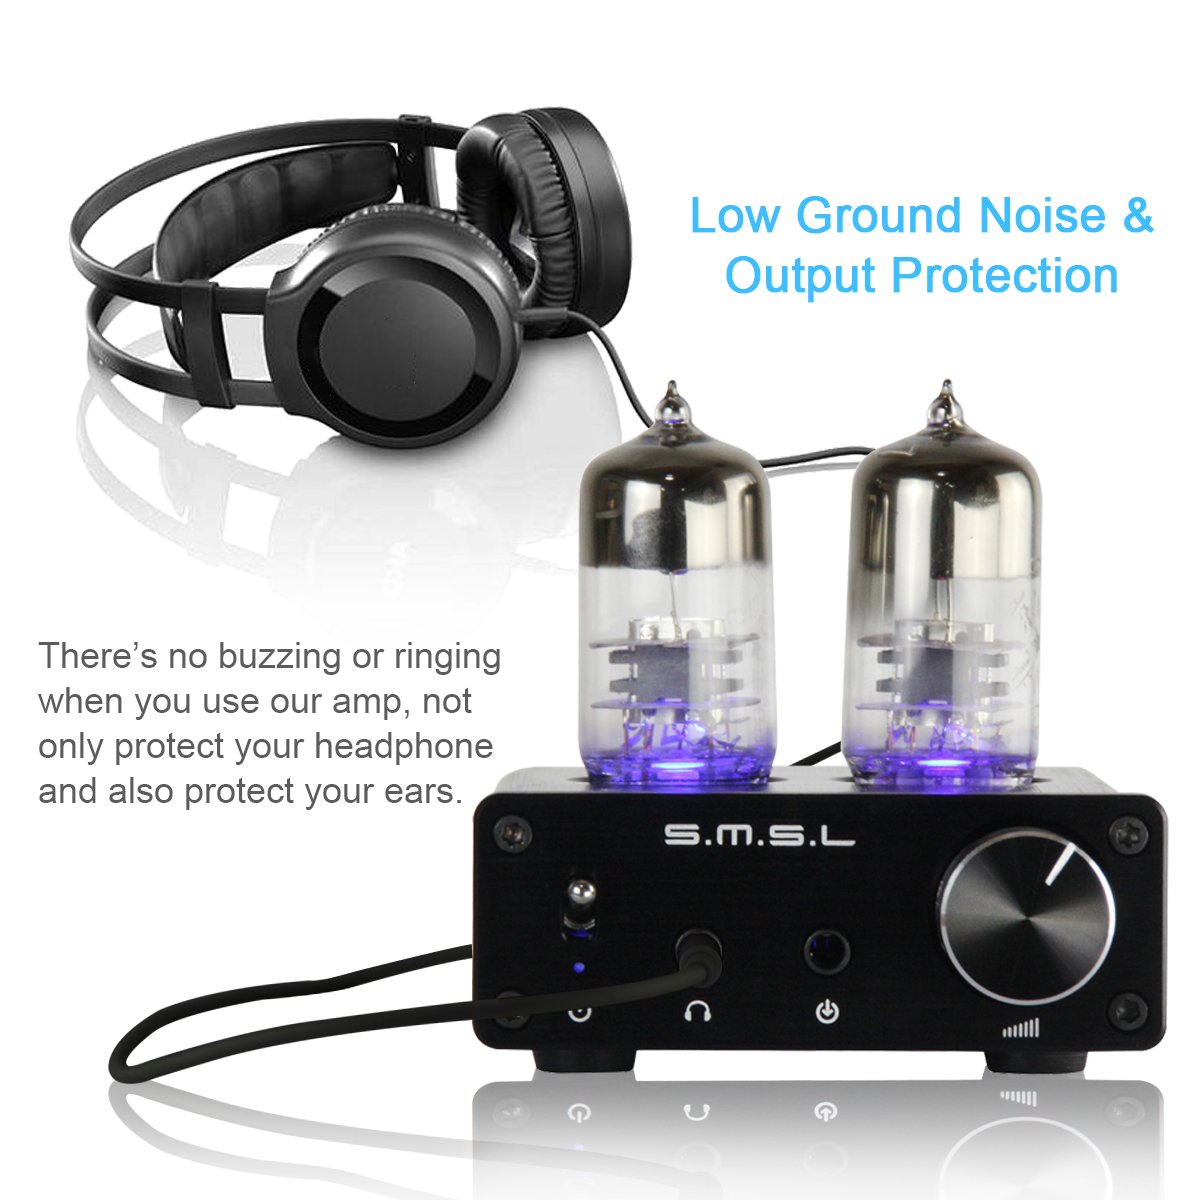 Low Ground Noise &
Output Protection
There’s no buzzing or ringing
when you use our amp, not
only protect your headphone
and also protect your ears.
S.M.S.L